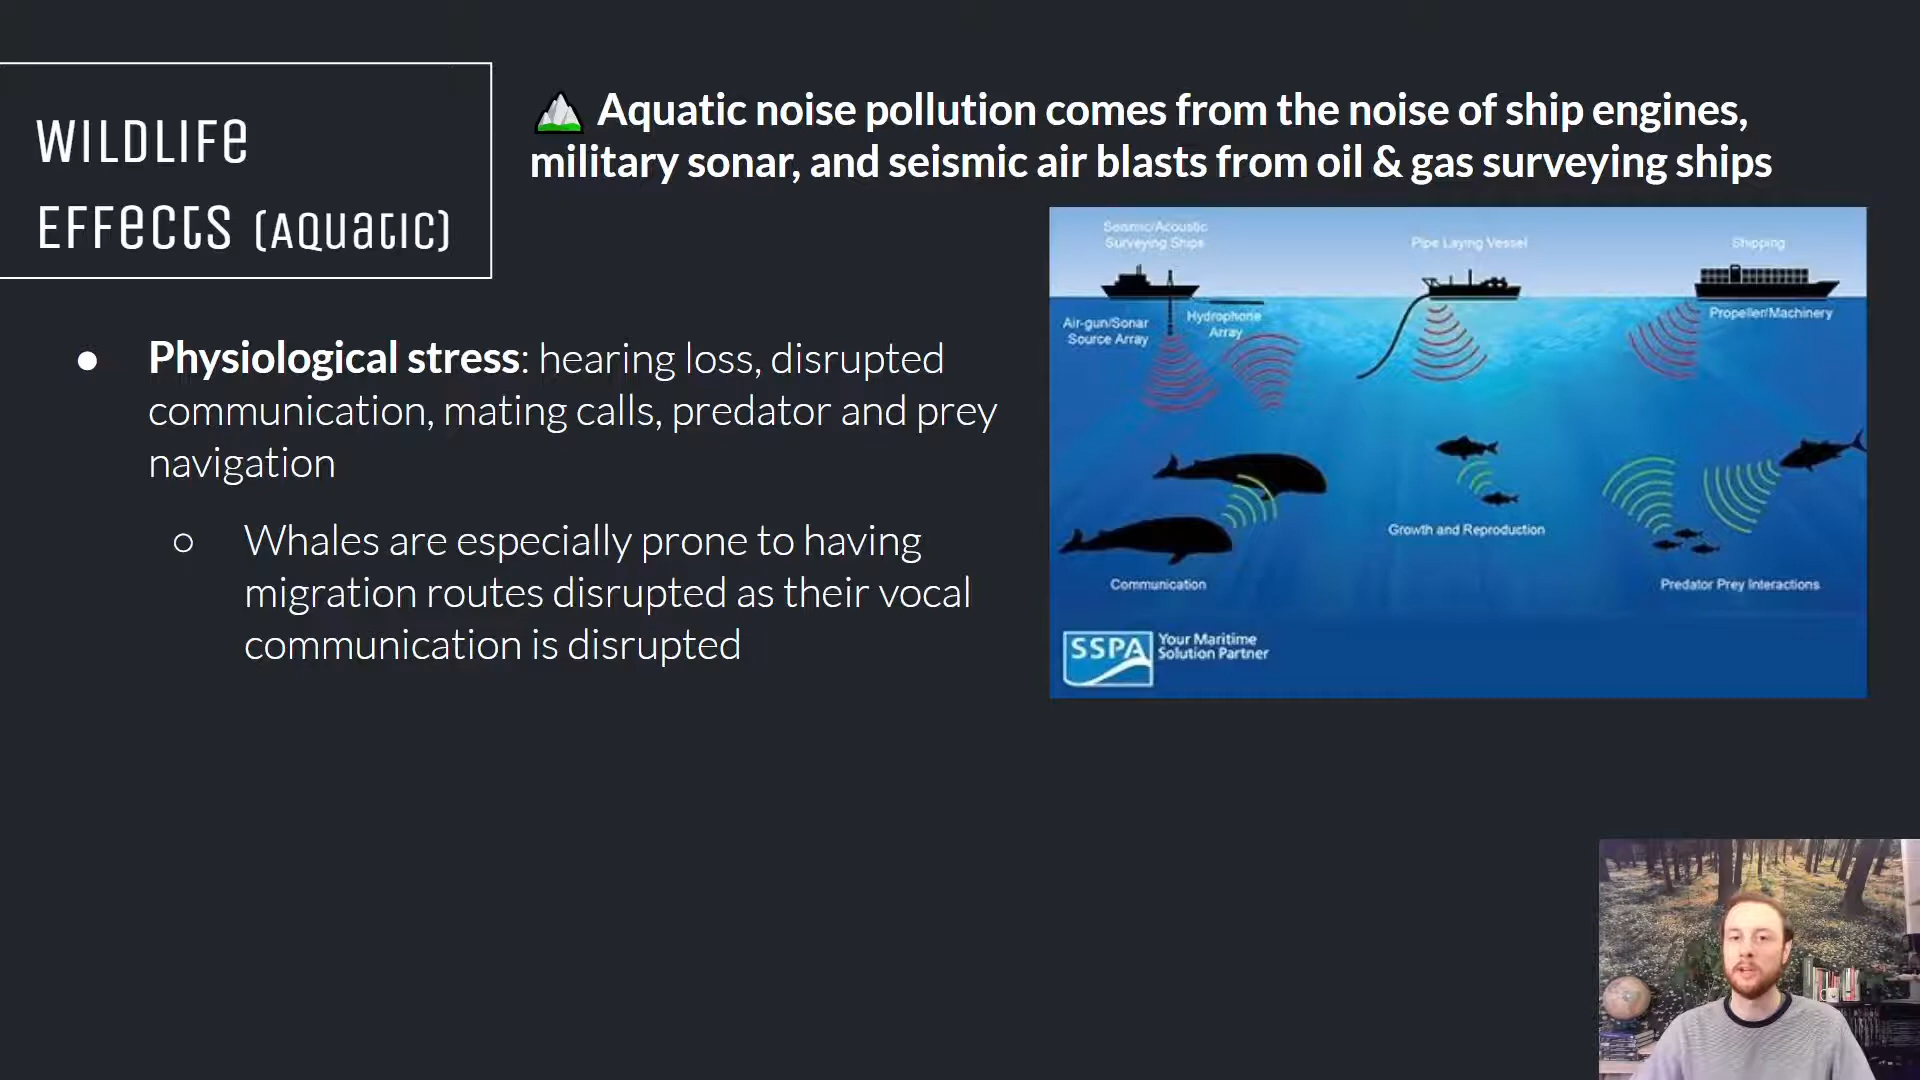 WILDLIFE
EFFECTS (AQUATIC)
Aquatic noise pollution comes from the noise of ship engines,
military sonar, and seismic air blasts from oil & gas surveying ships
Physiological stress: hearing loss, disrupted
communication, mating calls, predator and prey
navigation
Whales are especially prone to having
migration routes disrupted as their vocal
communication is disrupted
Seismic/Acoustic
Surveying Ships
Pipe Laying Vessel
Shipping
Air-gun/Sonar
Source Array
Hydrophone
Array
Propeller/Machinery
Growth and Reproduction
Communication
Predator Prey Interactions
SSPA
Your Maritime
Solution Partner